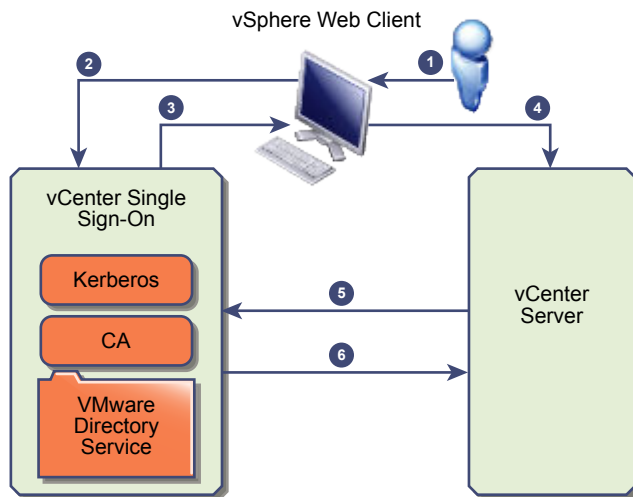 vSphere Web Client
1
2
3
4
vCenter Single
Sign-On
Kerberos
CA
VMware
Directory
Service
vCenter
Server
5
6